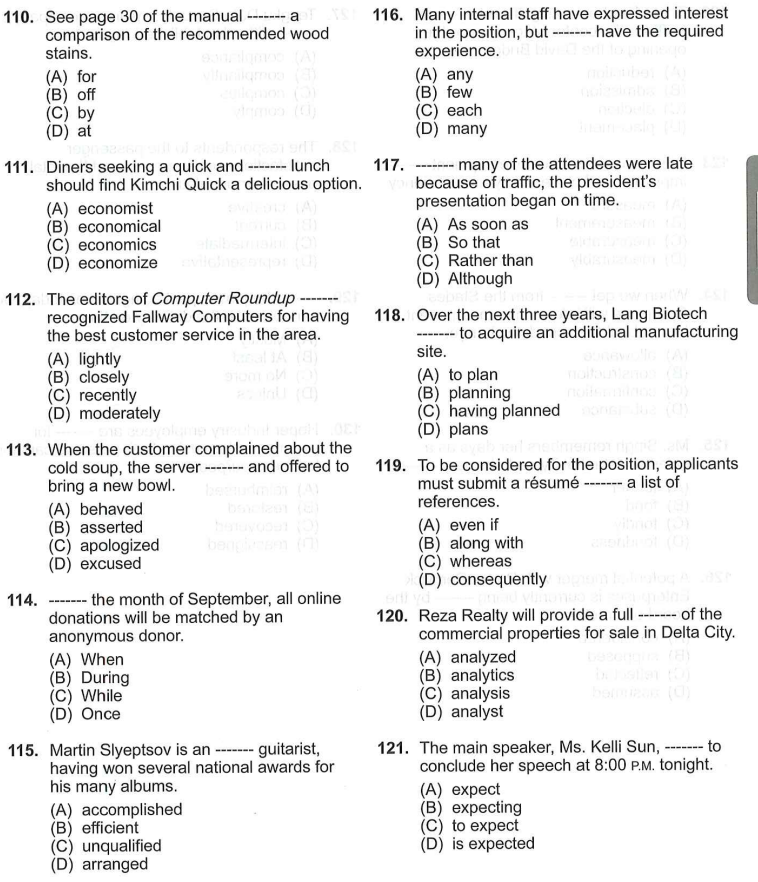 110. See page 30 of the manual ------- a
comparison of the recommended wood
stains.
(A) for
(B) off
(C) by
(D) at
111. Diners seeking a quick and ------- lunch
should find Kimchi Quick a delicious option.
(A) economist
(B) economical
(C) economics
(D) economize
112. The editors of Computer Roundup -------
recognized Fallway Computers for having
the best customer service in the area.
(A) lightly
(B) closely
(C) recently
(D) moderately
113. When the customer complained about the
cold soup, the server ------- and offered to
bring a new bowl.
(A) behaved
(B) asserted
(C) apologized
(D) excused
114. ------- the month of September, all online
donations will be matched by an
anonymous donor.
(A) When
(B) During
(C) While
(D) Once
115. Martin Slyeptsov is an ------- guitarist,
having won several national awards for
his many albums.
(A) accomplished
(B) efficient
(C) unqualified
(D) arranged
116. Many internal staff have expressed interest
in the position, but ------- have the required
experience.
(A) any
(B) few
(C) each
(D) many
117. ------- many of the attendees were late
because of traffic, the president's
presentation began on time.
(A) As soon as
(B) So that
(C) Rather than
(D) Although
118. Over the next three years, Lang Biotech
------- to acquire an additional manufacturing
site.
(A) to plan
(B) planning
(C) having planned
(D) plans
119. To be considered for the position, applicants
must submit a résumé ------- a list of
references.
(A) even if
(B) along with
(C) whereas
(D) consequently
120. Reza Realty will provide a full ------- of the
commercial properties for sale in Delta City.
(A) analyzed
(B) analytics
(C) analysis
(D) analyst
121. The main speaker, Ms. Kelli Sun, ------- to
conclude her speech at 8:00 P.M. tonight.
(A) expect
(B) expecting
(C) to expect
(D) is expected